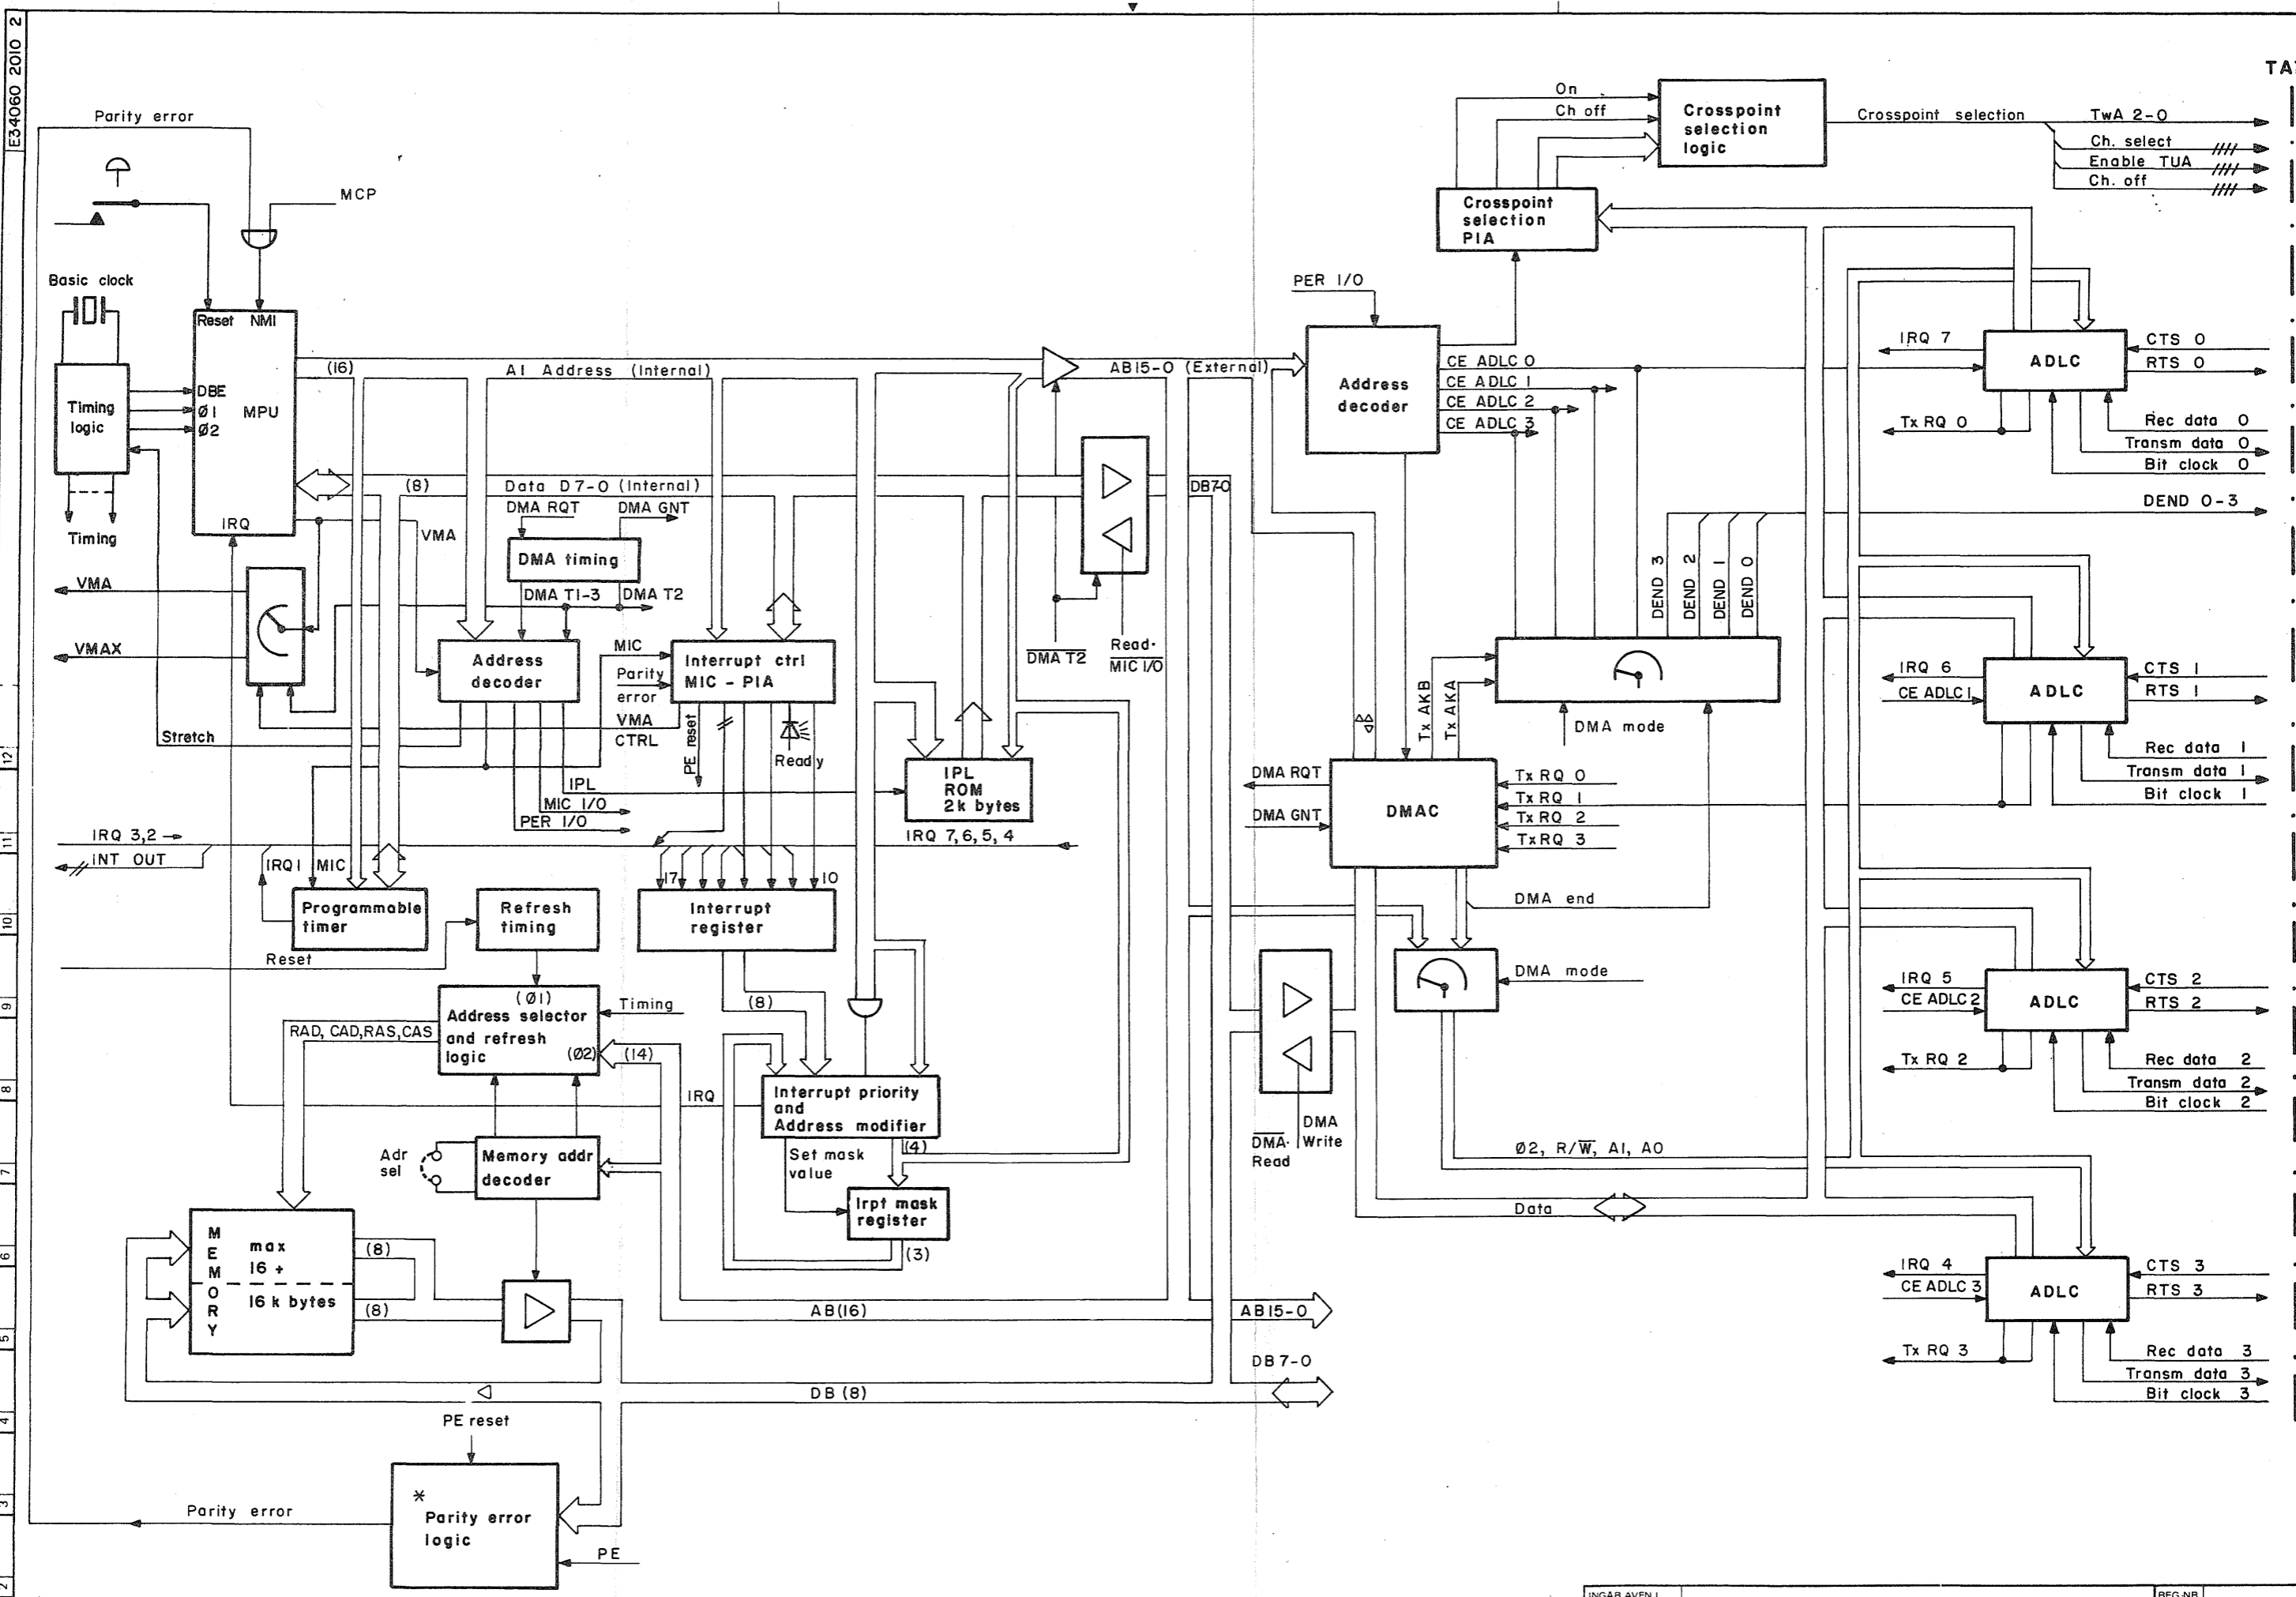 E34060 2010 2
12
11
10
9
8
7
6
5
4
3
2
Parity error
MCP
Basic clock
Reset NMI
DBE
Ø1 MPU
Ø2
IRQ
Timing
logic
Timing
(16)
A1 Address (Internal)
AB15-0 (External)
(8)
Data D7-0 (Internal)
DB7-0
DMA RQT
DMA GNT
VMA
DMA timing
DMA T1-3
DMA T2
VMA
VMAX
Address
decoder
MIC
Parity
error
Interrupt ctrl
MIC - PIA
DMA T2
Read·
MIC I/O
VMA
CTRL
PE reset
Ready
Stretch
IPL
MIC I/O
PER I/O
IPL
ROM
2k bytes
IRQ 3,2
INT OUT
IRQ1
MIC
IRQ 7,6,5,4
17
10
Programmable
timer
Refresh
timing
Interrupt
register
Reset
(Ø1)
Address selector
and refresh
logic
(Ø2)
Timing
(14)
(8)
RAD, CAD,RAS,CAS
IRQ
Interrupt priority
and
Address modifier
(4)
Set mask
value
Irpt mask
register
(3)
Adr
sel
Memory addr
decoder
MEMORY
max
16 +
16 k bytes
(8)
(8)
AB(16)
AB15-0
DB7-0
DB (8)
PE reset
*
Parity error
logic
Parity error
PE
On
Ch off
Crosspoint
selection
logic
Crosspoint selection
TwA 2-0
Ch. select
Enable TUA
Ch. off
Crosspoint
selection
PIA
PER I/O
Address
decoder
CE ADLC 0
CE ADLC 1
CE ADLC 2
CE ADLC 3
DEND 3
DEND 2
DEND 1
DEND 0
DEND 0-3
Tx AKB
Tx AKA
DMA mode
DMA RQT
DMA GNT
DMAC
Tx RQ 0
Tx RQ 1
Tx RQ 2
Tx RQ 3
DMA end
DMA mode
DMA·
Read
DMA
Write
Ø2, R/W, A1, A0
Data
IRQ 7
ADLC
CTS 0
RTS 0
Tx RQ 0
Rec data 0
Transm data 0
Bit clock 0
IRQ 6
CE ADLC1
ADLC
CTS 1
RTS 1
Rec data 1
Transm data 1
Bit clock 1
IRQ 5
CE ADLC2
ADLC
CTS 2
RTS 2
Tx RQ 2
Rec data 2
Transm data 2
Bit clock 2
IRQ 4
CE ADLC 3
ADLC
CTS 3
RTS 3
Tx RQ 3
Rec data 3
Transm data 3
Bit clock 3